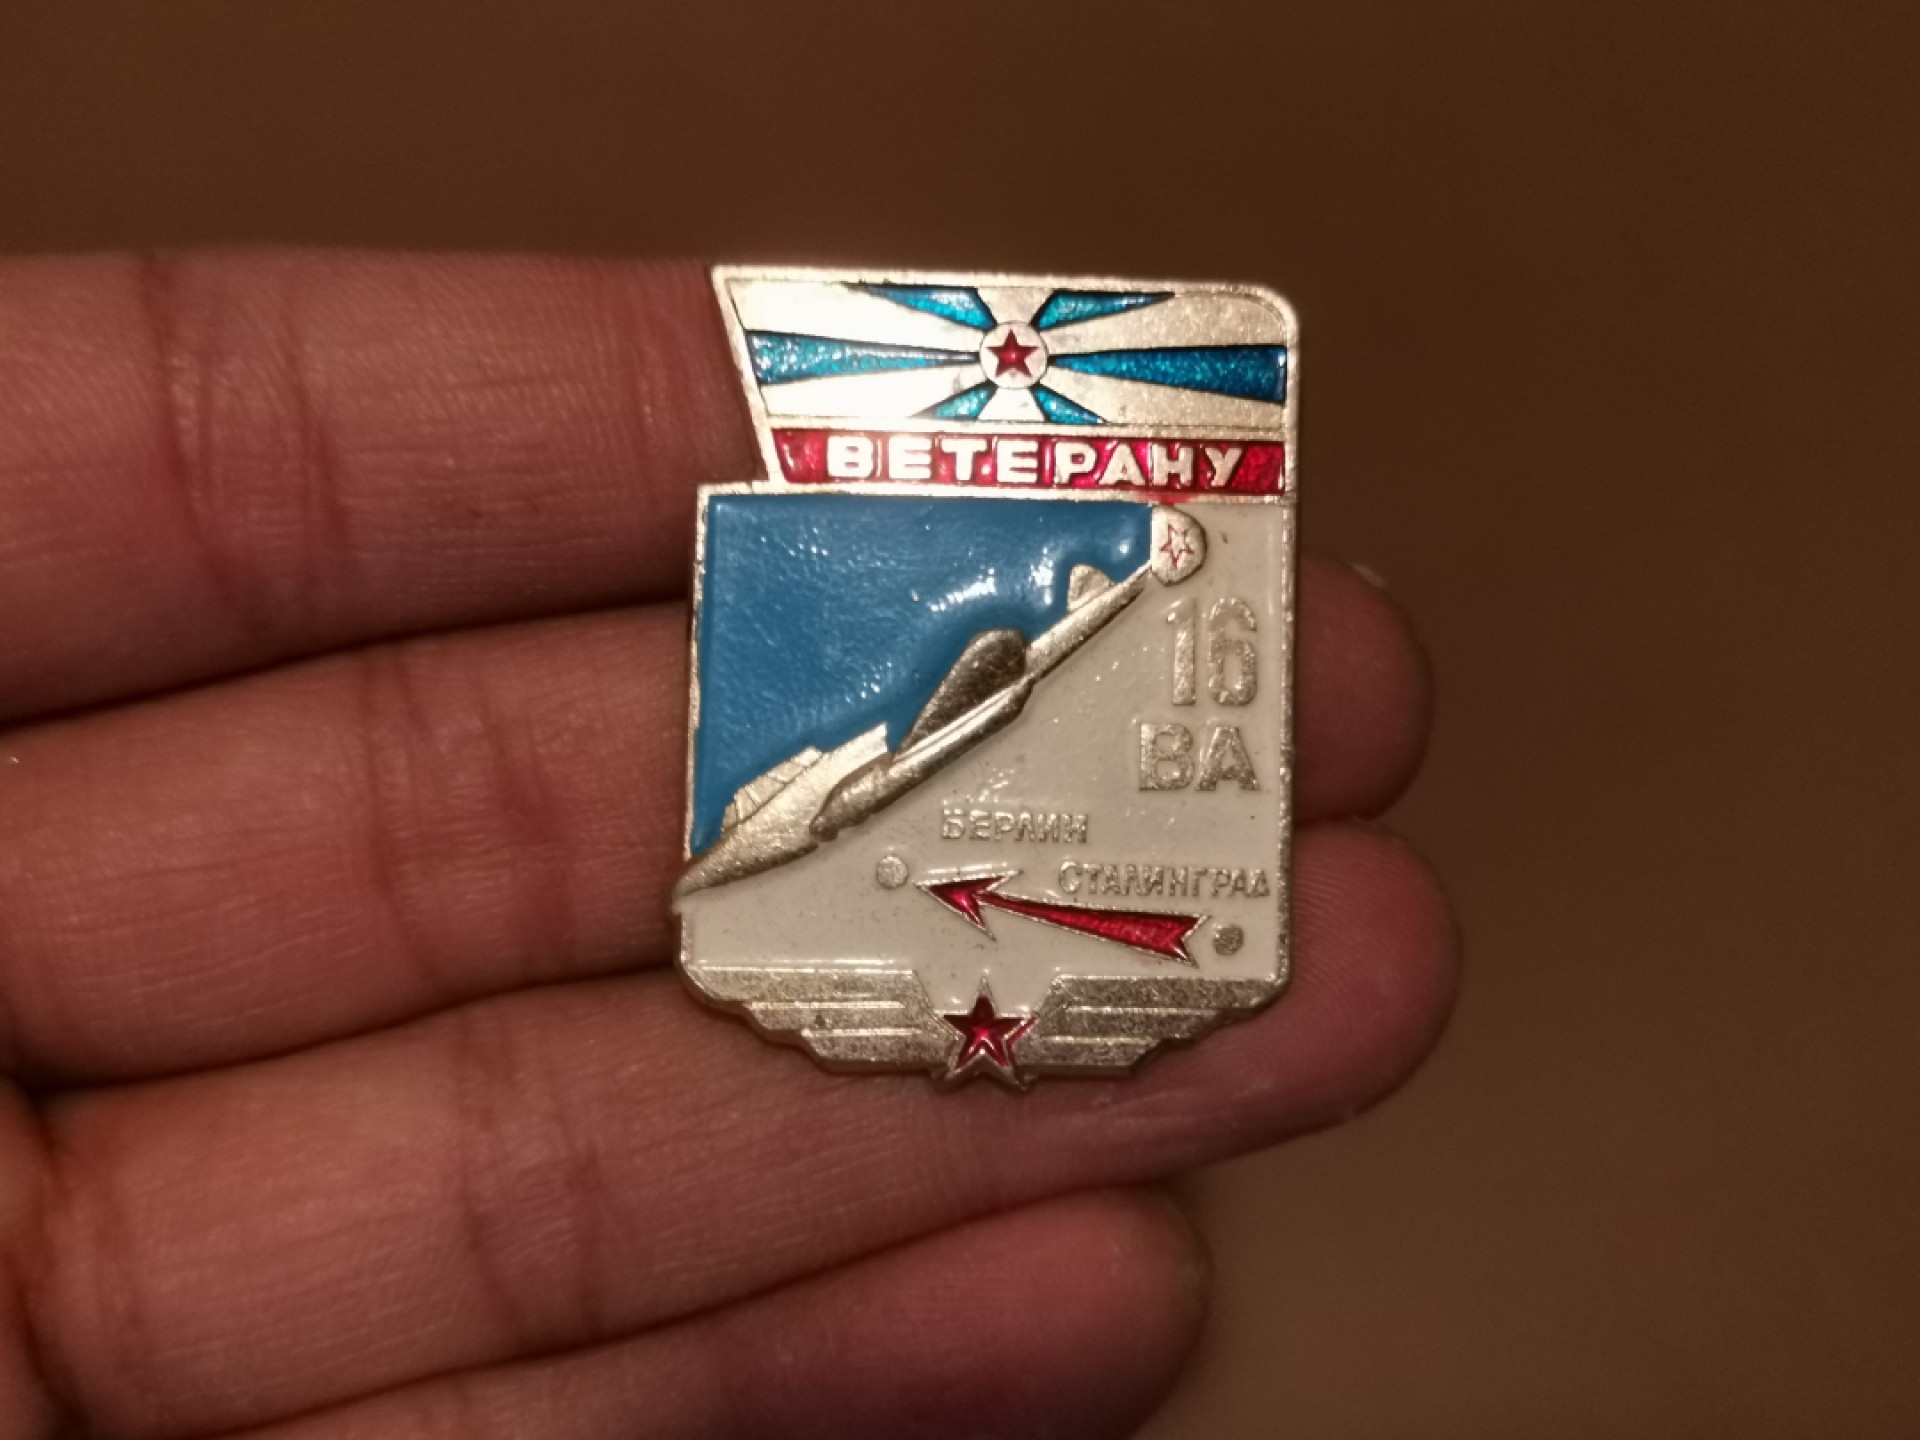 ВЕТЕРАНУ
16
ВА
БЕРЛИН
СТАЛИНГРАД